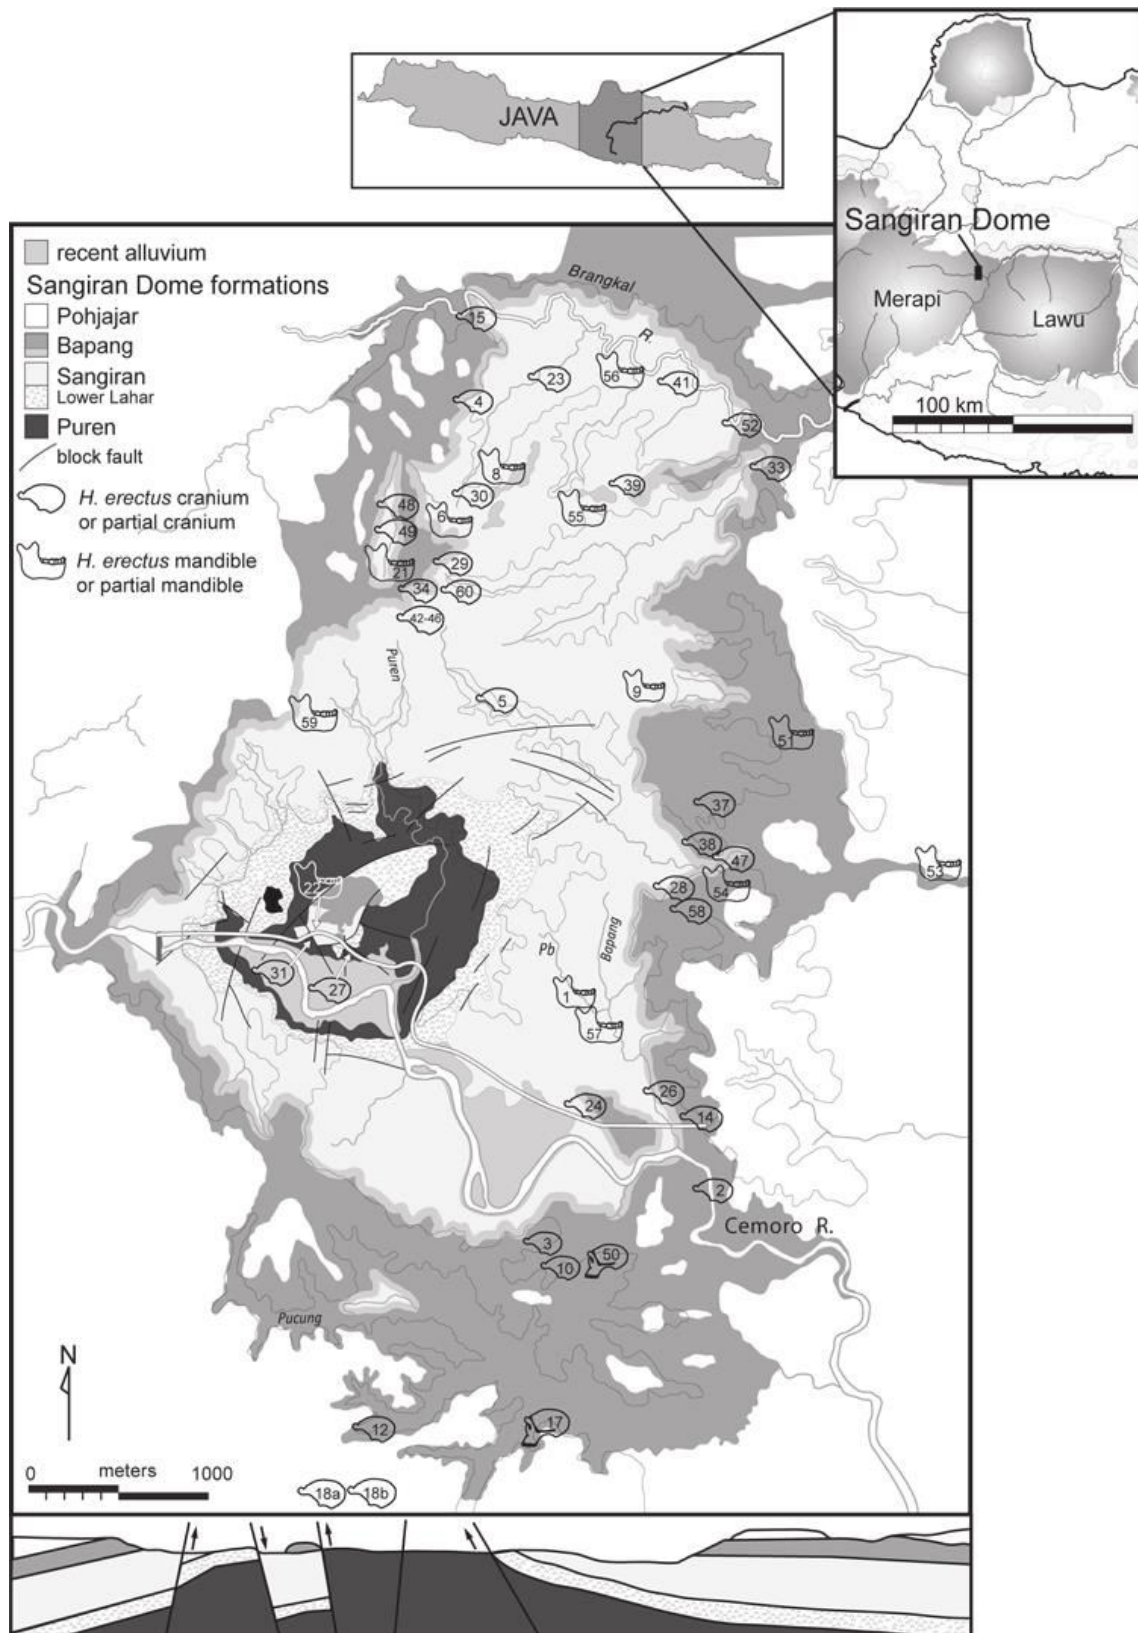 JAVA
Sangiran Dome
Merapi
Lawu
100 km
recent alluvium
Sangiran Dome formations
Pohjajar
Bapang
Sangiran
Lower Lahar
Puren
block fault
H. erectus cranium
or partial cranium
H. erectus mandible
or partial mandible
Brangkal
R.
15
23
56
41
4
52
8
33
30
39
48
6
55
49
21
29
34
60
42-46
Puren
9
5
59
51
37
38
47
53
22
28
54
58
Bapang
Pb
31
27
1
57
26
24
14
2
Cemoro R.
3
50
10
Pucung
N
12
17
0 meters 1000
18a
18b